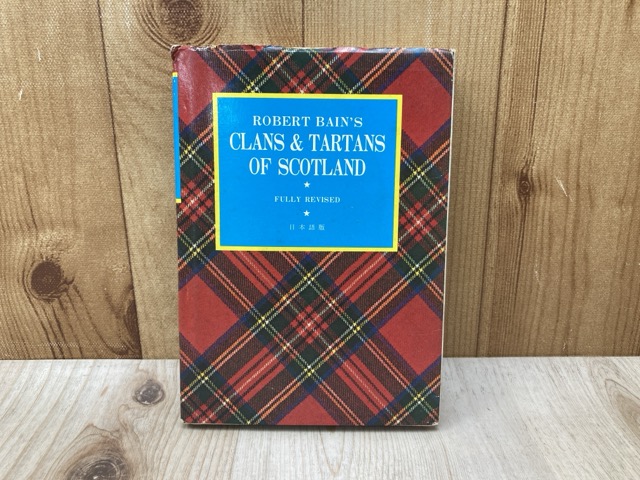 ROBERT BAIN'S
CLANS & TARTANS
OF SCOTLAND
FULLY REVISED
日本語版